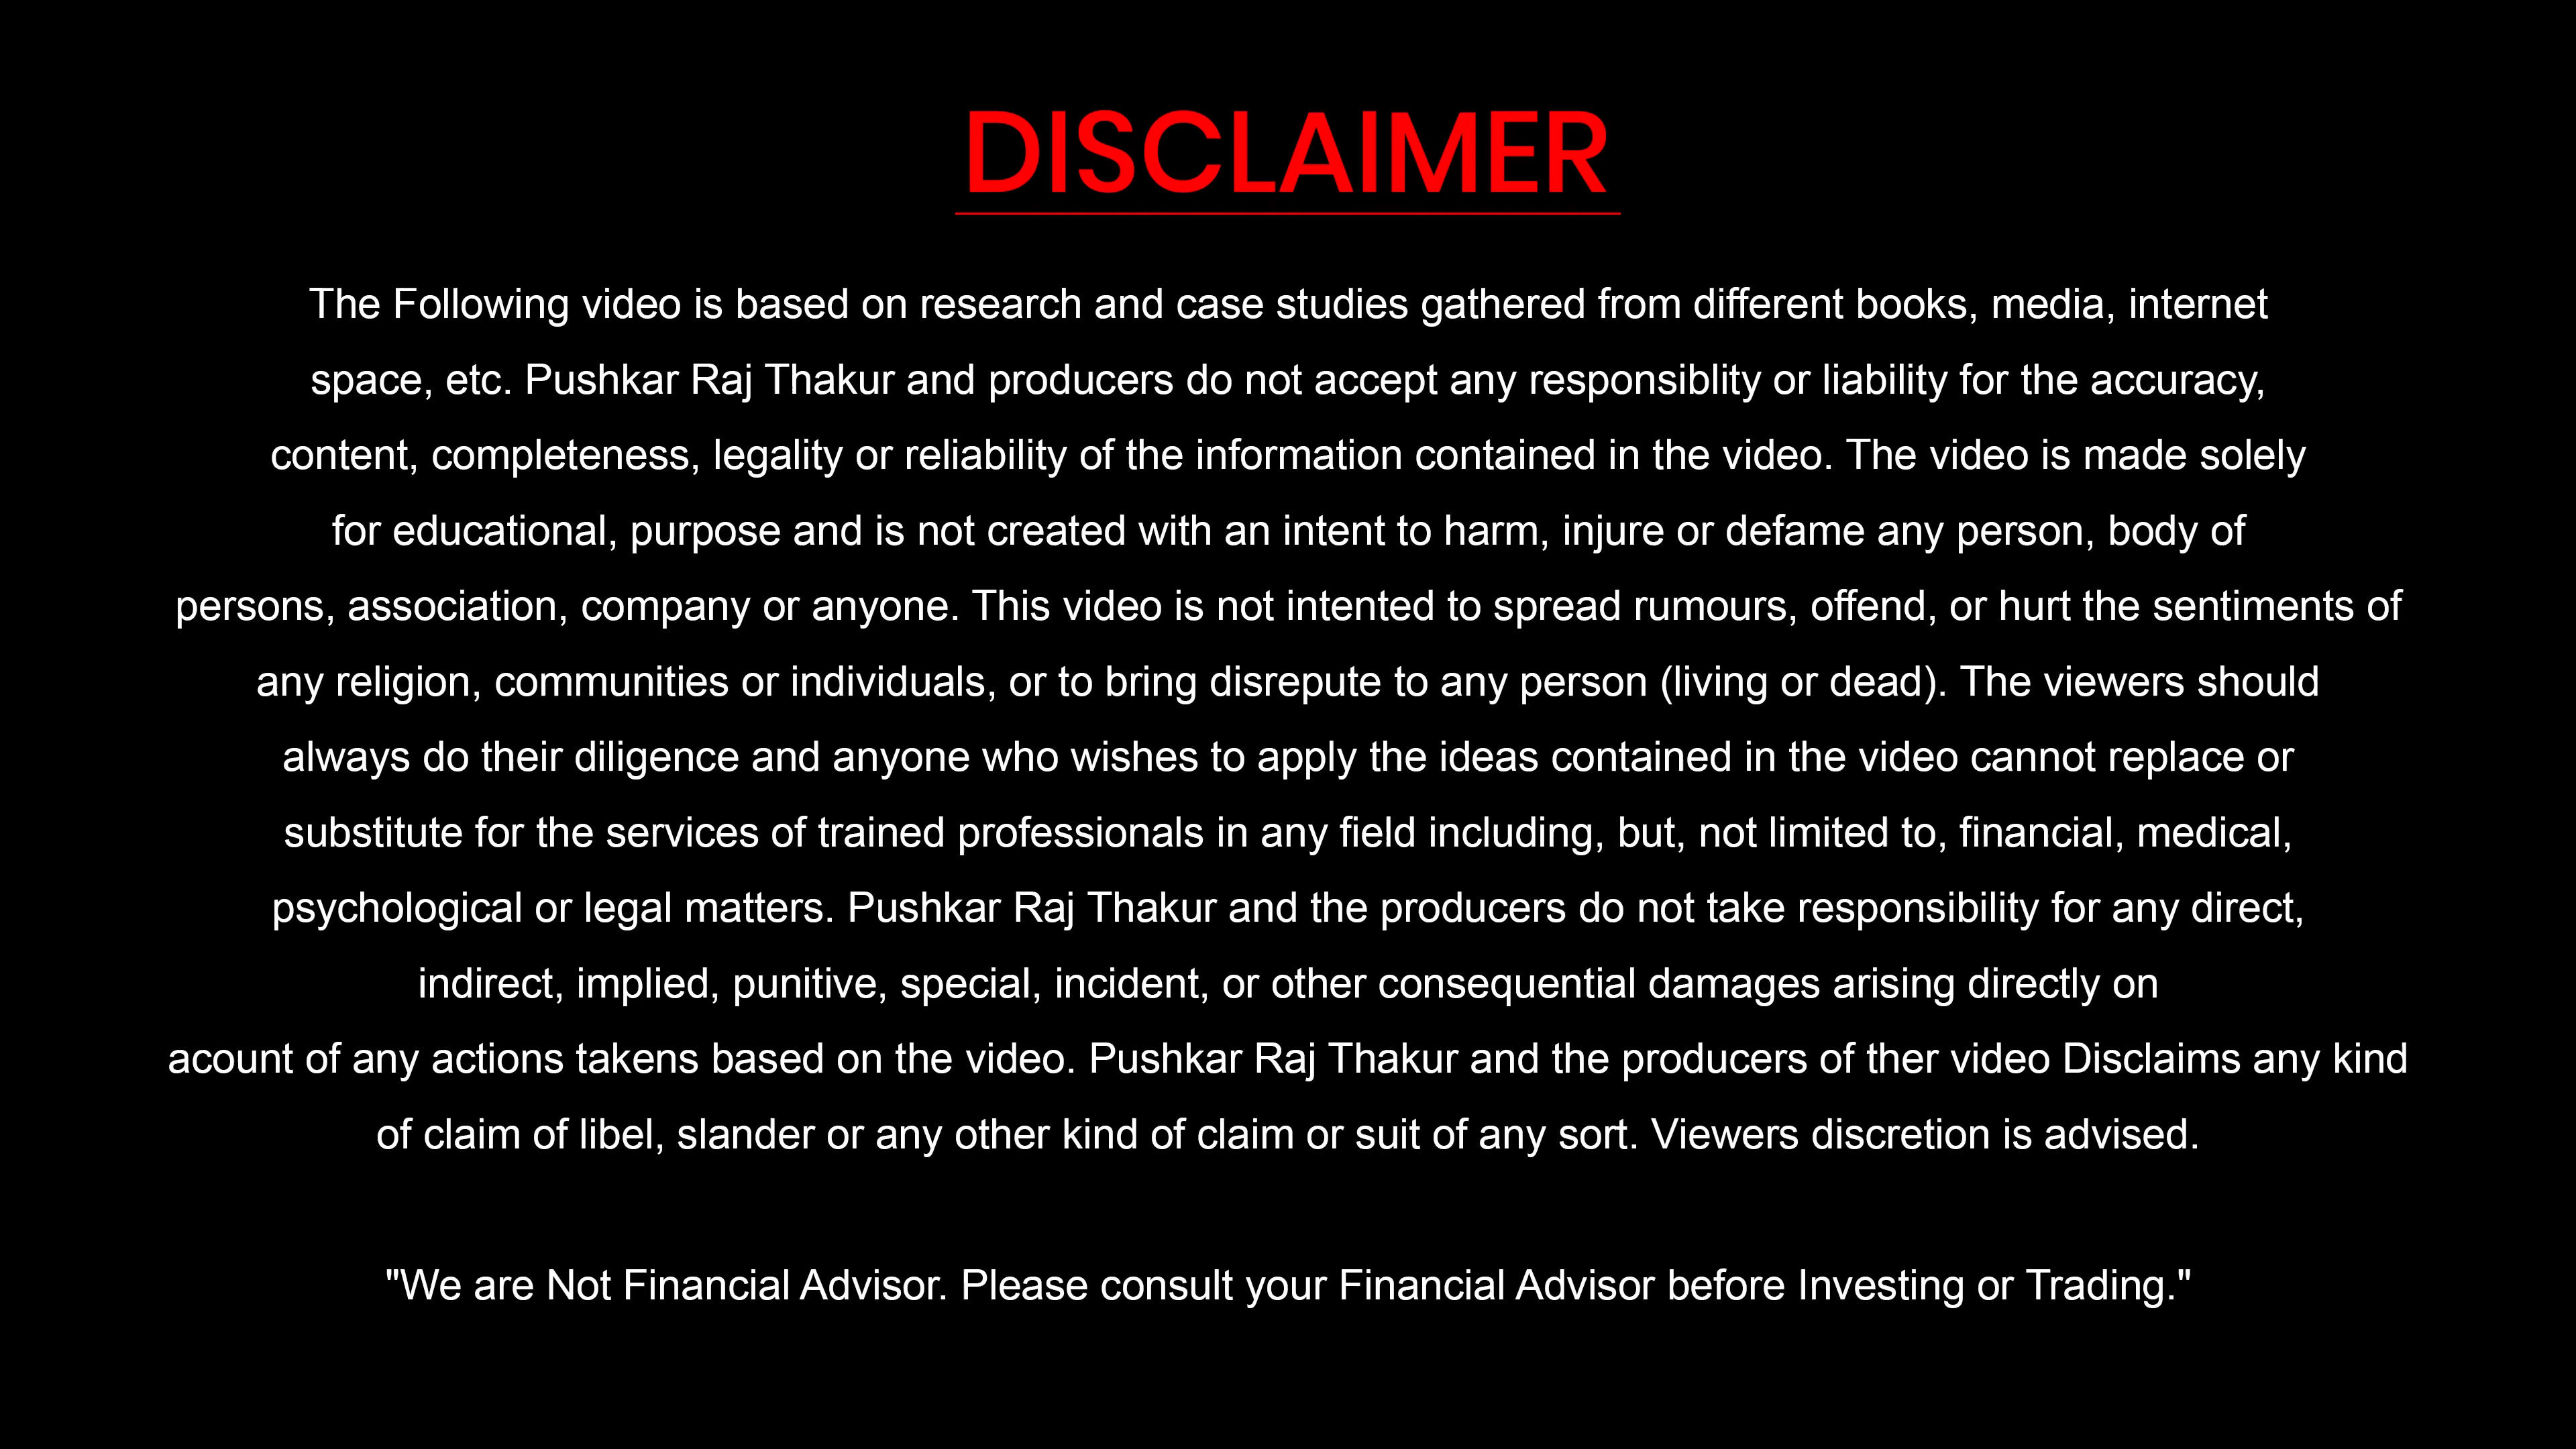 DISCLAIMER
The Following video is based on research and case studies gathered from different books, media, internet
space, etc. Pushkar Raj Thakur and producers do not accept any responsiblity or liability for the accuracy,
content, completeness, legality or reliability of the information contained in the video. The video is made solely
for educational, purpose and is not created with an intent to harm, injure or defame any person, body of
persons, association, company or anyone. This video is not intented to spread rumours, offend, or hurt the sentiments of
any religion, communities or individuals, or to bring disrepute to any person (living or dead). The viewers should
always do their diligence and anyone who wishes to apply the ideas contained in the video cannot replace or
substitute for the services of trained professionals in any field including, but, not limited to, financial, medical,
psychological or legal matters. Pushkar Raj Thakur and the producers do not take responsibility for any direct,
indirect, implied, punitive, special, incident, or other consequential damages arising directly on
acount of any actions takens based on the video. Pushkar Raj Thakur and the producers of ther video Disclaims any kind
of claim of libel, slander or any other kind of claim or suit of any sort. Viewers discretion is advised.
"We are Not Financial Advisor. Please consult your Financial Advisor before Investing or Trading."